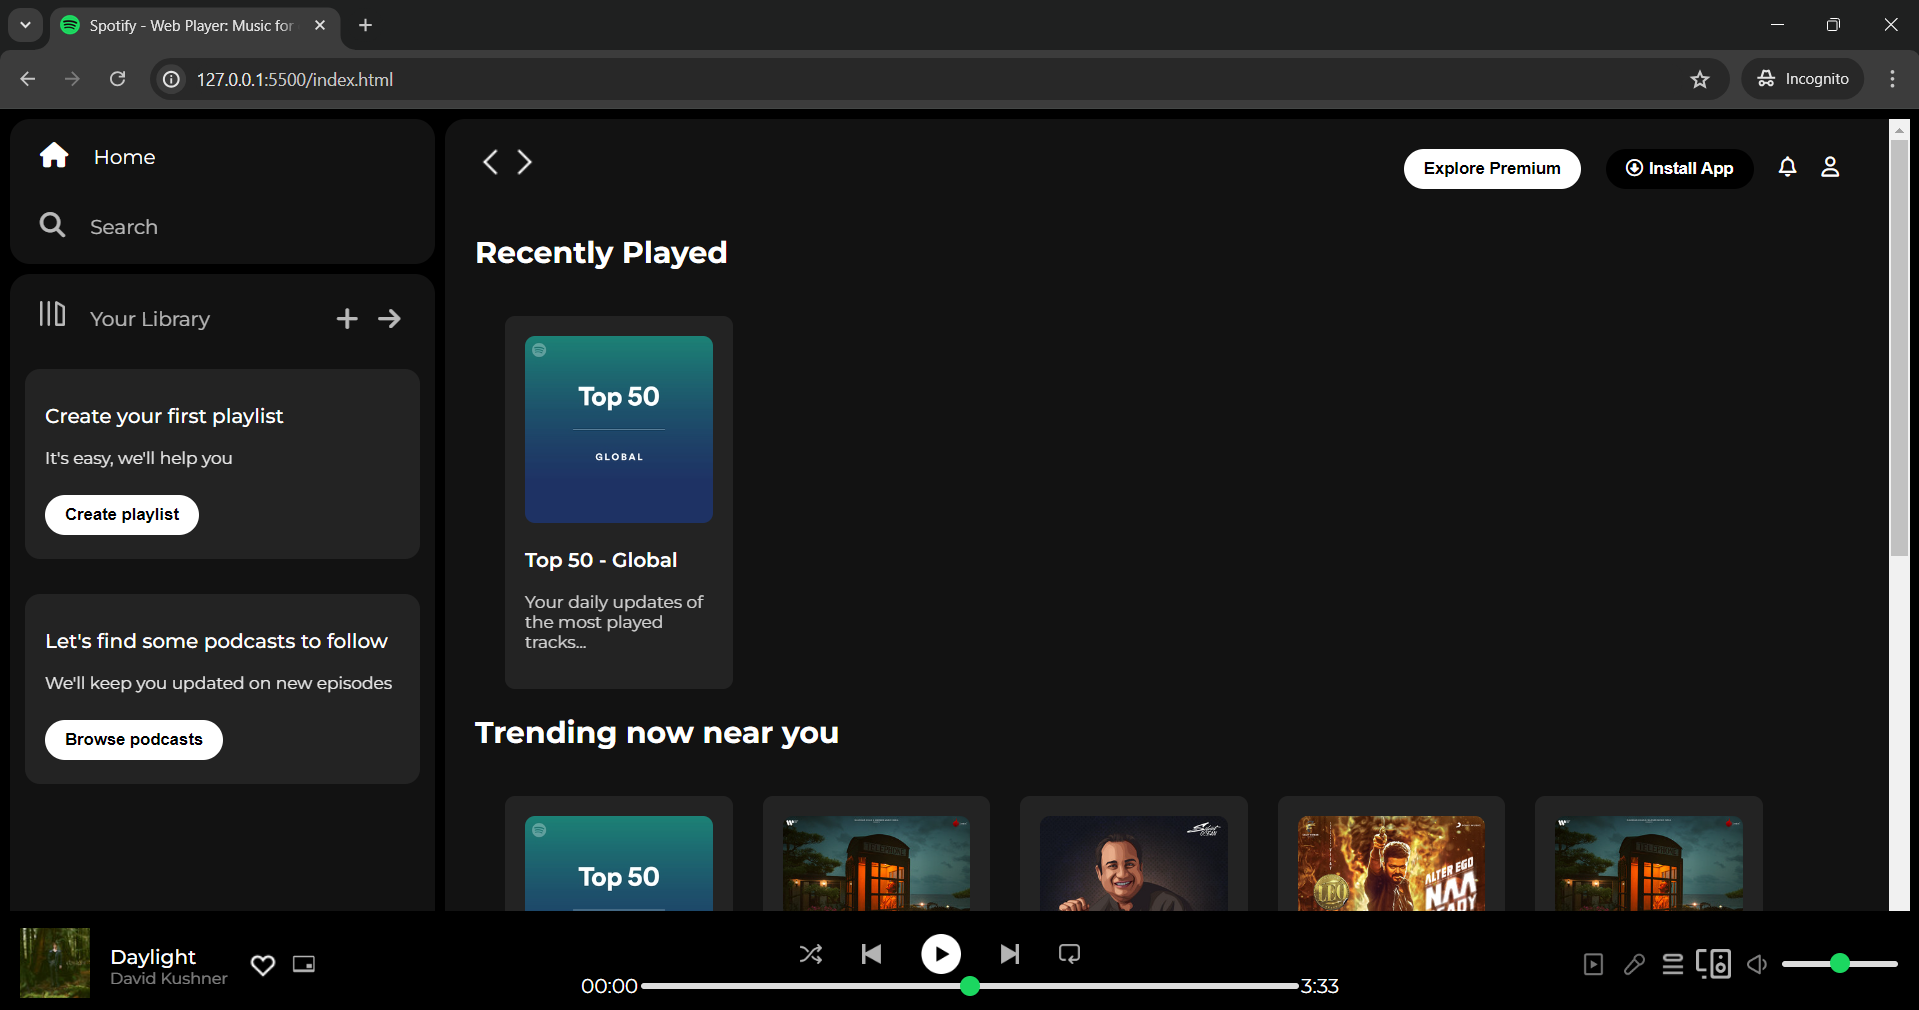 Spotify - Web Player: Music for
127.0.0.1:5500/index.html
Incognito
Home
Search
Your Library
Create your first playlist
It's easy, we'll help you
Create playlist
Let's find some podcasts to follow
We'll keep you updated on new episodes
Browse podcasts
Explore Premium
Install App
Recently Played
Top 50
GLOBAL
Top 50 - Global
Your daily updates of
the most played
tracks...
Trending now near you
Top 50
TELEPHONE
LEO
ALTER EGO
NAA
READY
TELEPHONE
Daylight
David Kushner
00:00
3:33